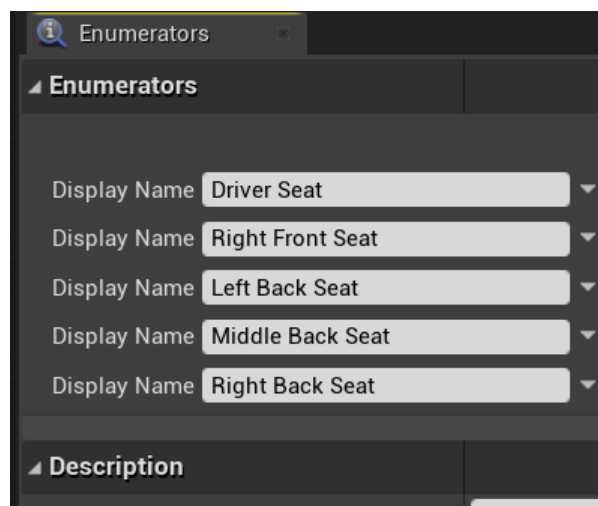 Enumerators
Enumerators
Display Name Driver Seat
Display Name Right Front Seat
Display Name Left Back Seat
Display Name Middle Back Seat
Display Name Right Back Seat
Description